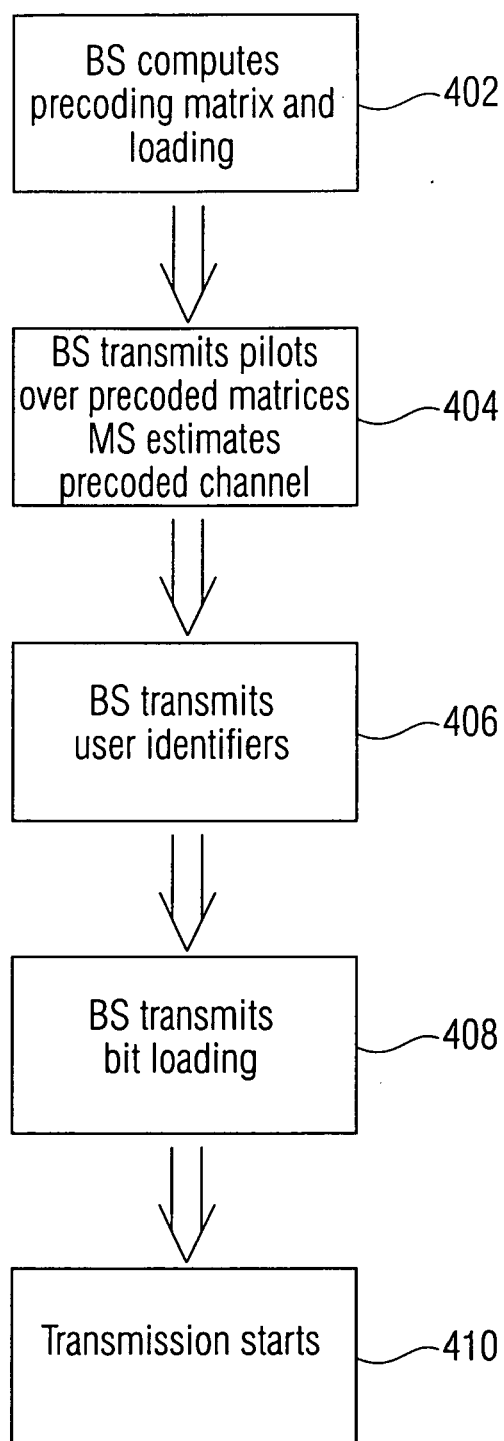 BS computes
precoding matrix and
loading
402
BS transmits pilots
over precoded matrices
MS estimates
precoded channel
404
BS transmits
user identifiers
406
BS transmits
bit loading
408
Transmission starts
410